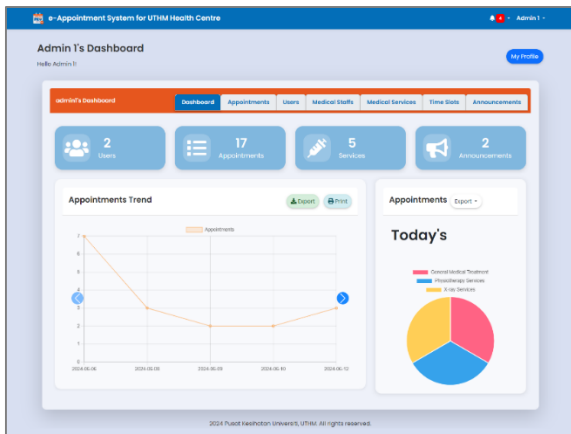 e-Appointment System for UTHM Health Centre
4
Admin 1
Admin 1's Dashboard
Hello Admin 1!
My Profile
admin1's Dashboard
Dashboard
Appointments
Users
Medical Staffs
Medical Services
Time Slots
Announcements
2
Users
17
Appointments
5
Services
2
Announcements
Appointments Trend
Export
Print
Appointments
7
6
5
4
3
2
1
0
2024-06-06
2024-06-08
2024-06-09
2024-06-10
2024-06-12
Appointments
Export
Today's
General Medical Treatment
Physiotherapy Services
X-ray Services
2024 Pusat Kesihatan Universiti, UTHM. All rights reserved.